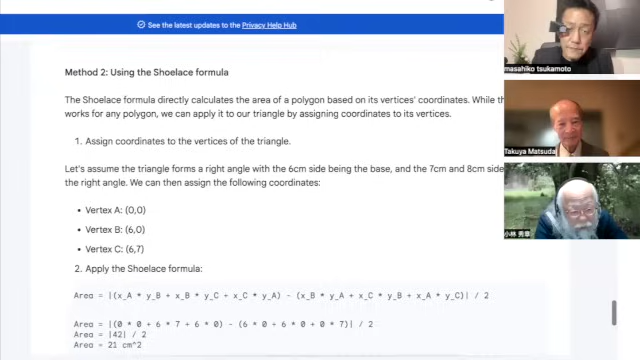 See the latest updates to the Privacy Help Hub
Method 2: Using the Shoelace formula
The Shoelace formula directly calculates the area of a polygon based on its vertices' coordinates. While th
works for any polygon, we can apply it to our triangle by assigning coordinates to its vertices.
1. Assign coordinates to the vertices of the triangle.
Let's assume the triangle forms a right angle with the 6cm side being the base, and the 7cm and 8cm side
the right angle. We can then assign the following coordinates:
• Vertex A: (0,0)
• Vertex B: (6,0)
• Vertex C: (6,7)
2. Apply the Shoelace formula:
Area = |(x_A * y_B + x_B * y_C + x_C * y_A) - (x_B * y_A + x_C * y_B + x_A * y_C)| / 2
Area = |(0 * 0 + 6 * 7 + 6 * 0) - (6 * 0 + 6 * 0 + 0 * 7)| / 2
Area = |42| / 2
Area = 21 cm^2
masahiko tsukamoto
Takuya Matsuda
小林 秀章